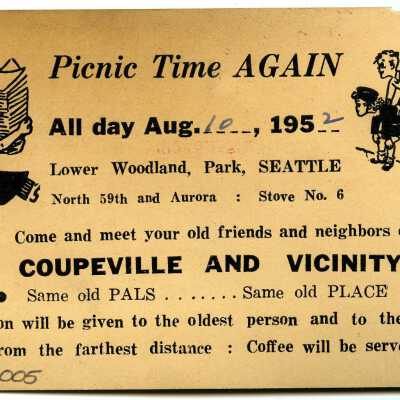 Picnic Time AGAIN
All day Aug. 10 , 1952
Lower Woodland, Park, SEATTLE
North 59th and Aurora : Stove No. 6
Come and meet your old friends and neighbors
COUPEVILLE AND VICINITY
Same old PALS . . . . . . . Same old PLACE
on will be given to the oldest person and to the
rom the farthest distance : Coffee will be serv
005